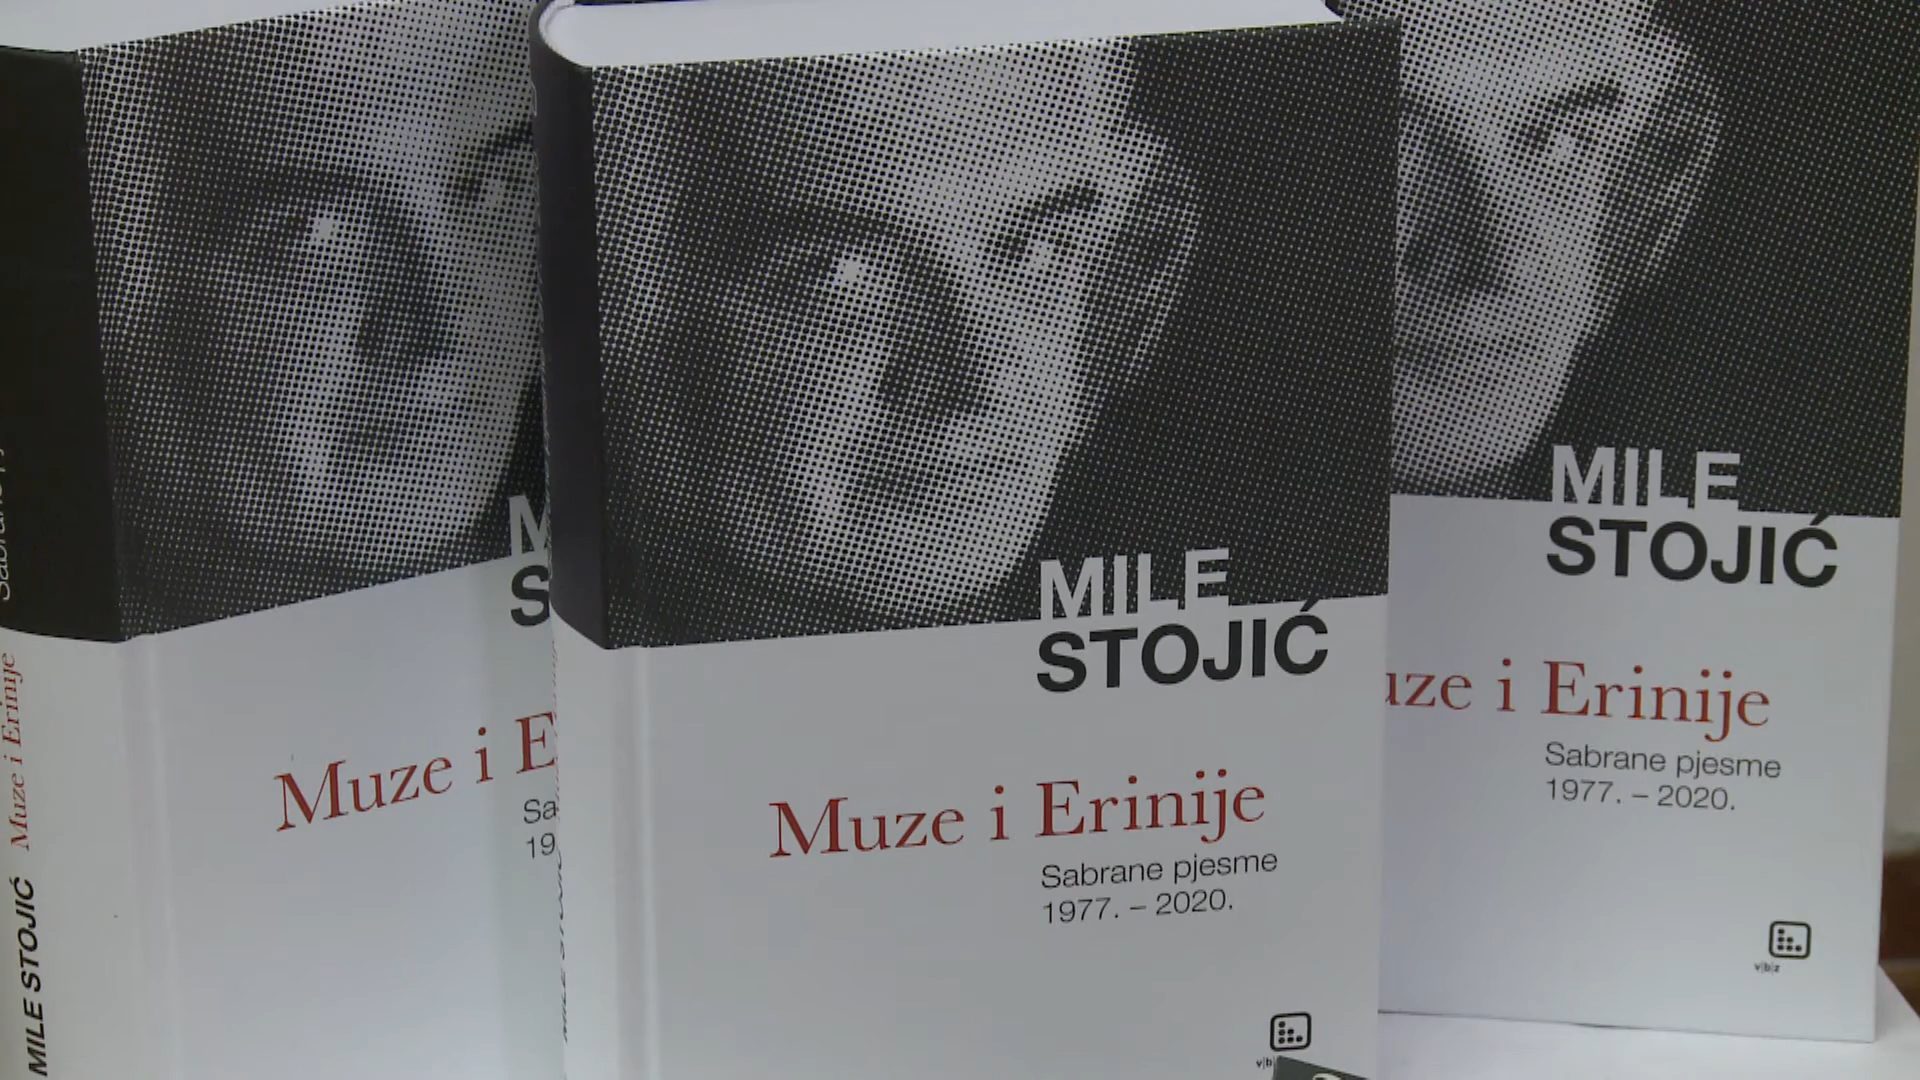 MILE
STOJIĆ
Muze i Erinije
Sabrane pjesme
1977. – 2020.
MILE
STOJIĆ
i Erinije
Sabrane pjesme
1977. – 2020.
v|b|z
Muze i E
Sa
19
MILE STOJIĆ Muze i Erinije